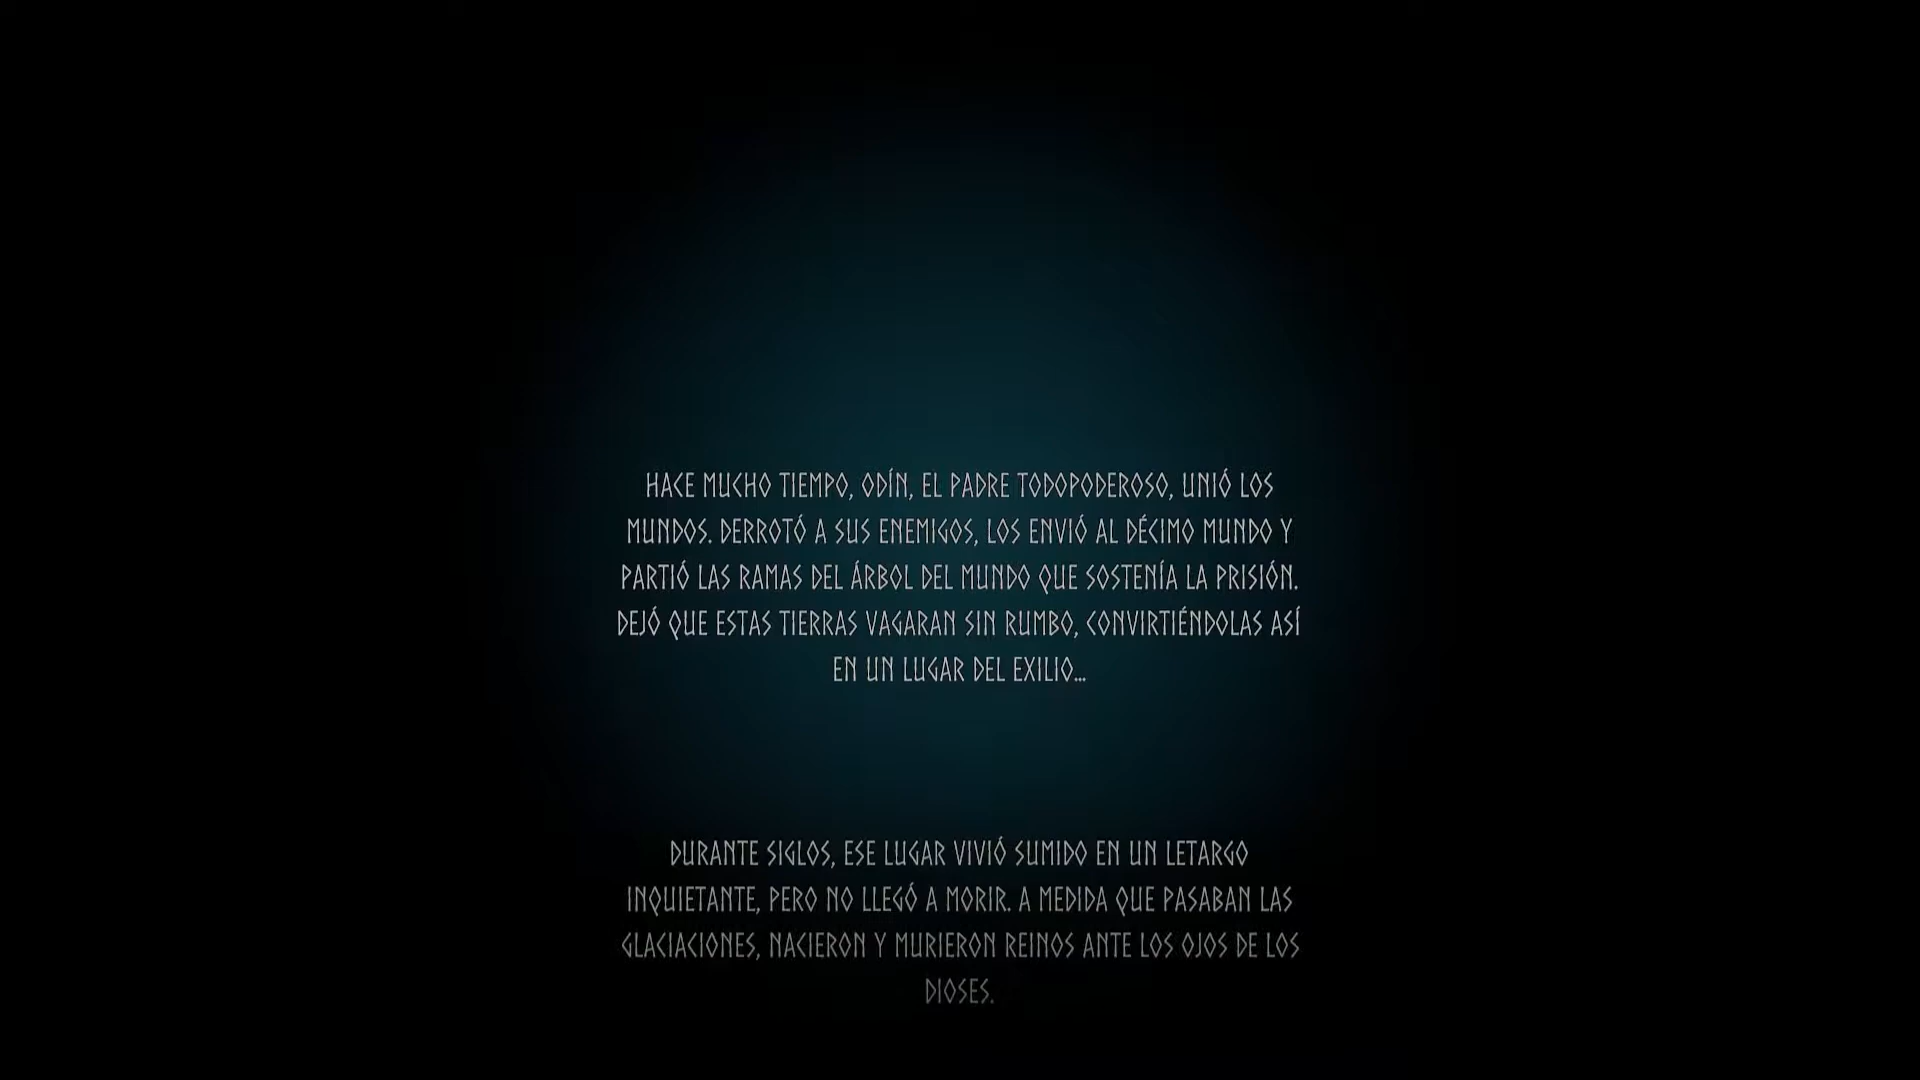 HACE MUCHO TIEMPO, ODÍN, EL PADRE TODOPODEROSO, UNIÓ LOS
MUNDOS. DERROTÓ A SUS ENEMIGOS, LOS ENVIÓ AL DÉCIMO MUNDO Y
PARTIÓ LAS RAMAS DEL ÁRBOL DEL MUNDO QUE SOSTENÍA LA PRISIÓN.
DEJÓ QUE ESTAS TIERRAS VAGARAN SIN RUMBO, CONVIRTIÉNDOLAS ASÍ
EN UN LUGAR DEL EXILIO...
DURANTE SIGLOS, ESE LUGAR VIVIÓ SUMIDO EN UN LETARGO
INQUIETANTE, PERO NO LLEGÓ A MORIR. A MEDIDA QUE PASABAN LAS
GLACIACIONES, NACIERON Y MURIERON REINOS ANTE LOS OJOS DE LOS
DIOSES.